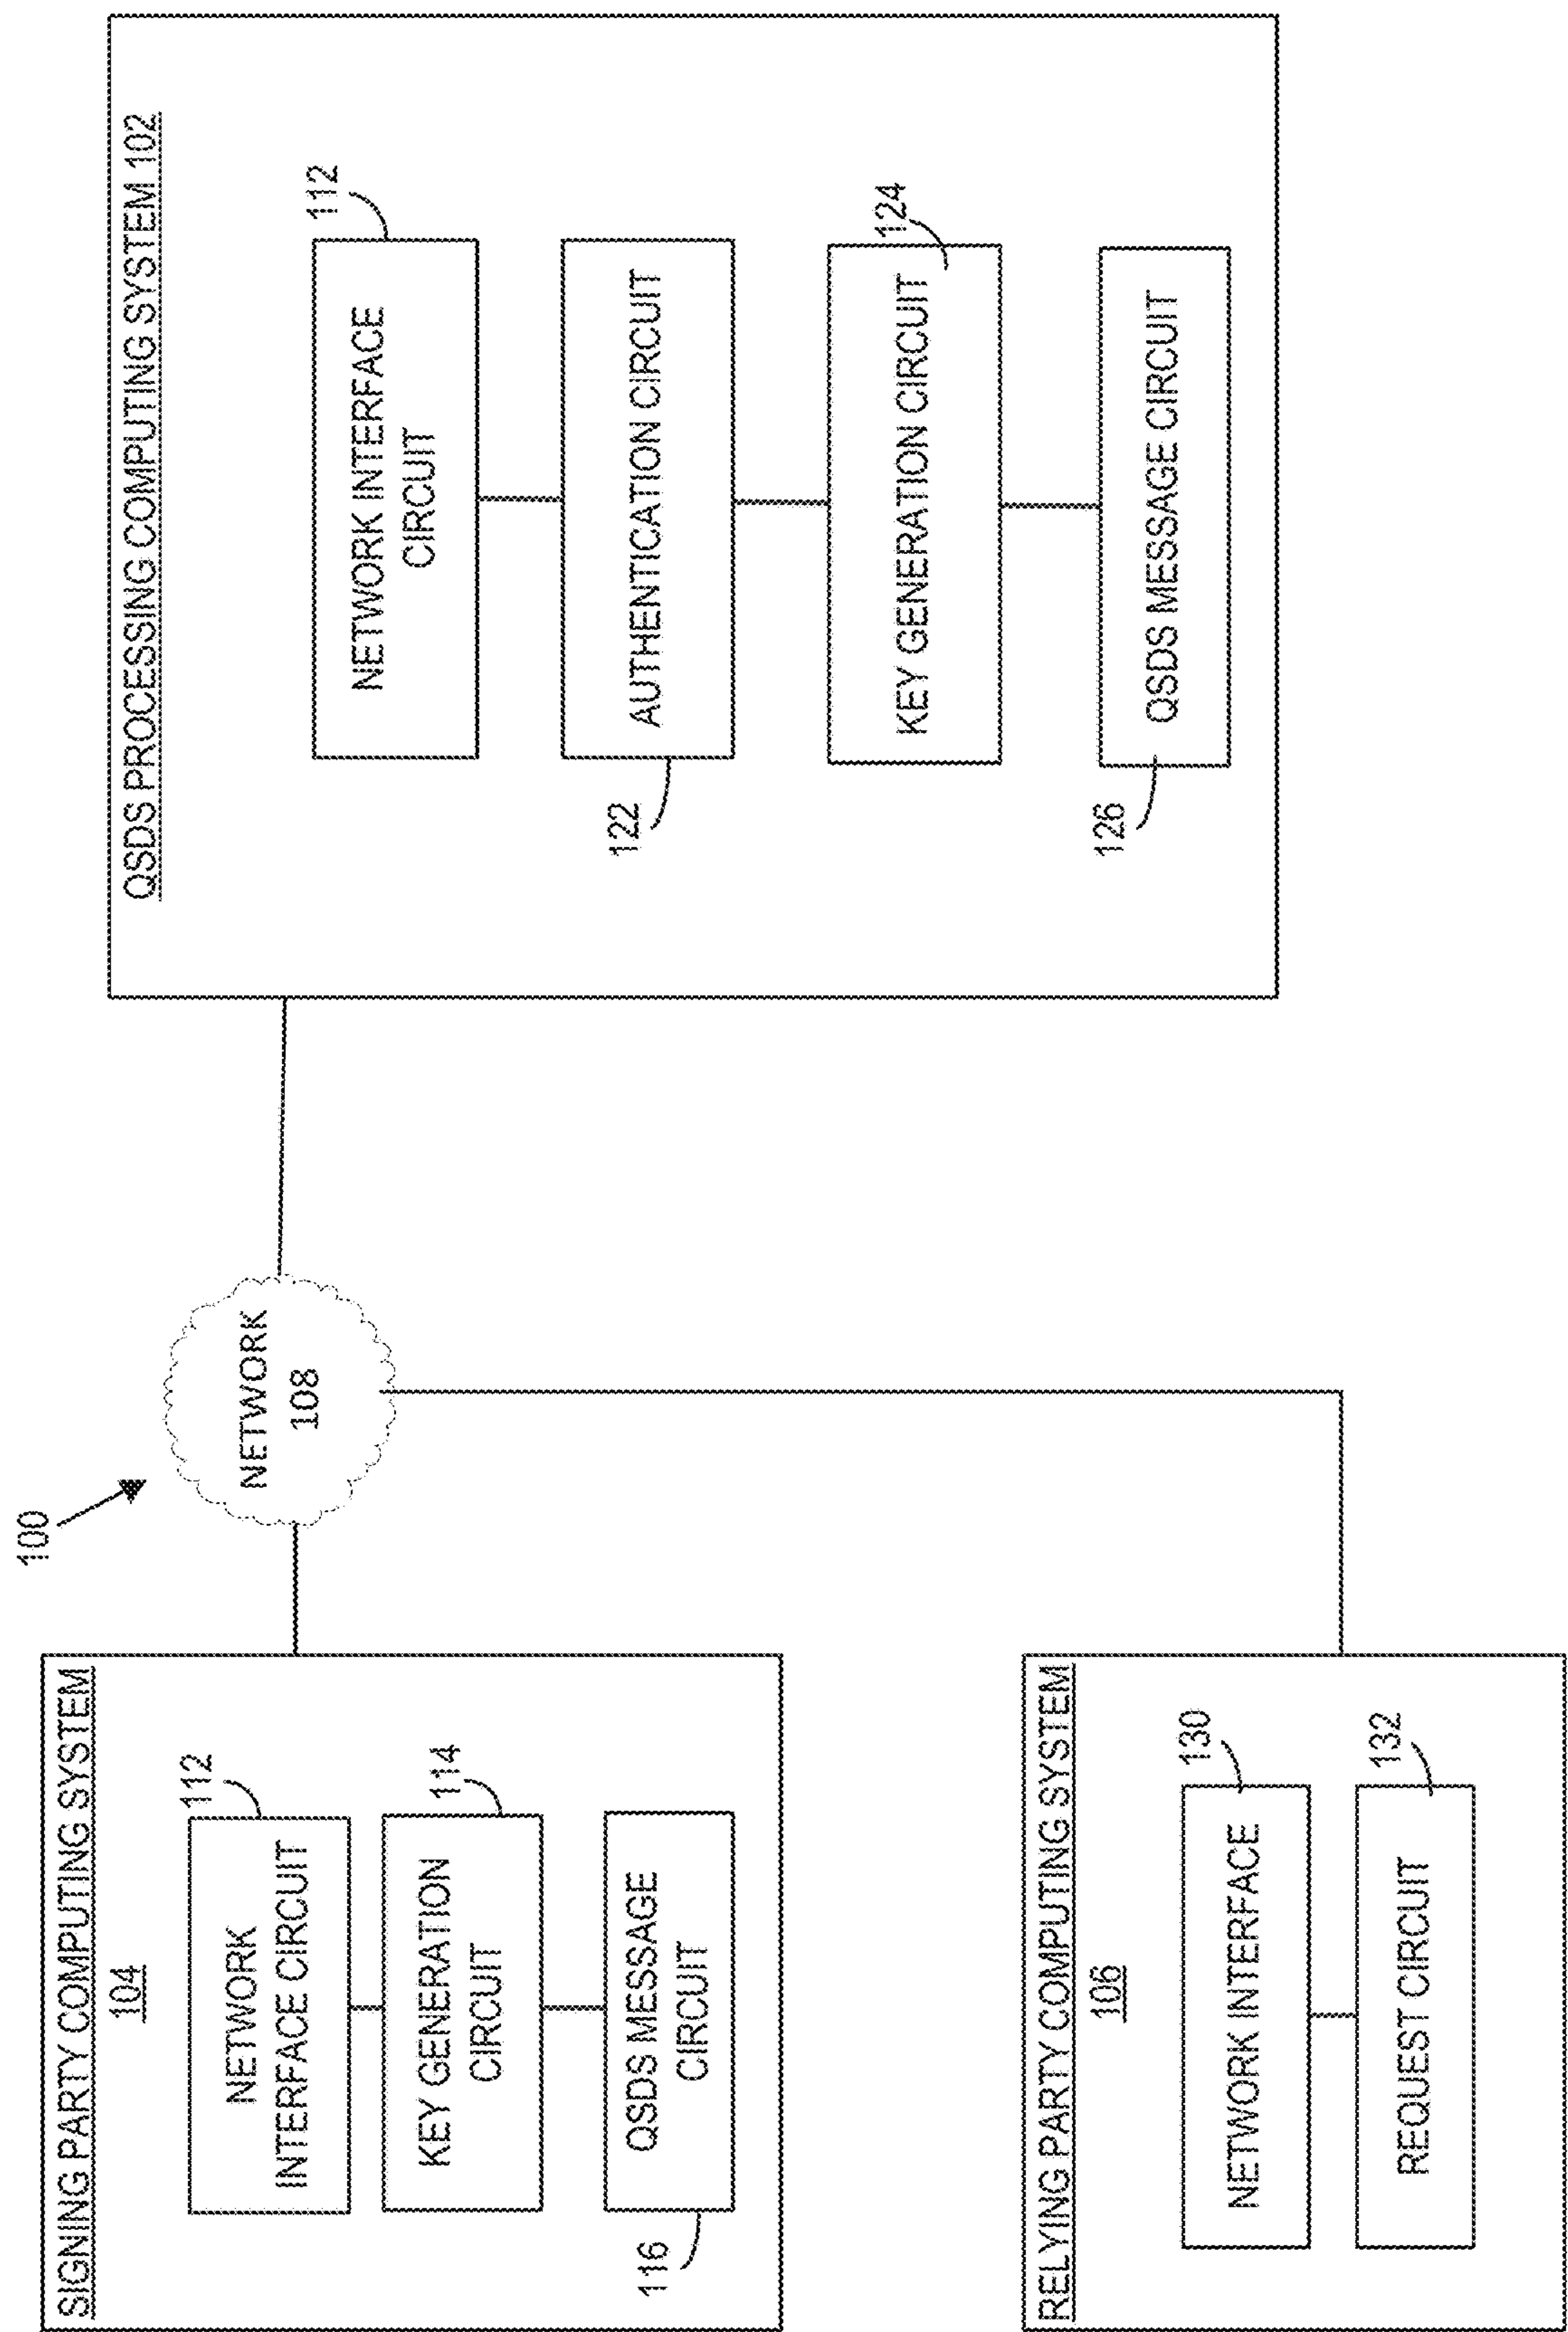 100
SIGNING PARTY COMPUTING SYSTEM
104
112
NETWORK
INTERFACE CIRCUIT
114
KEY GENERATION
CIRCUIT
116
QSDS MESSAGE
CIRCUIT
NETWORK
108
QSDS PROCESSING COMPUTING SYSTEM 102
112
NETWORK INTERFACE
CIRCUIT
122
AUTHENTICATION CIRCUIT
124
KEY GENERATION CIRCUIT
126
QSDS MESSAGE CIRCUIT
RELYING PARTY COMPUTING SYSTEM
106
130
NETWORK INTERFACE
132
REQUEST CIRCUIT